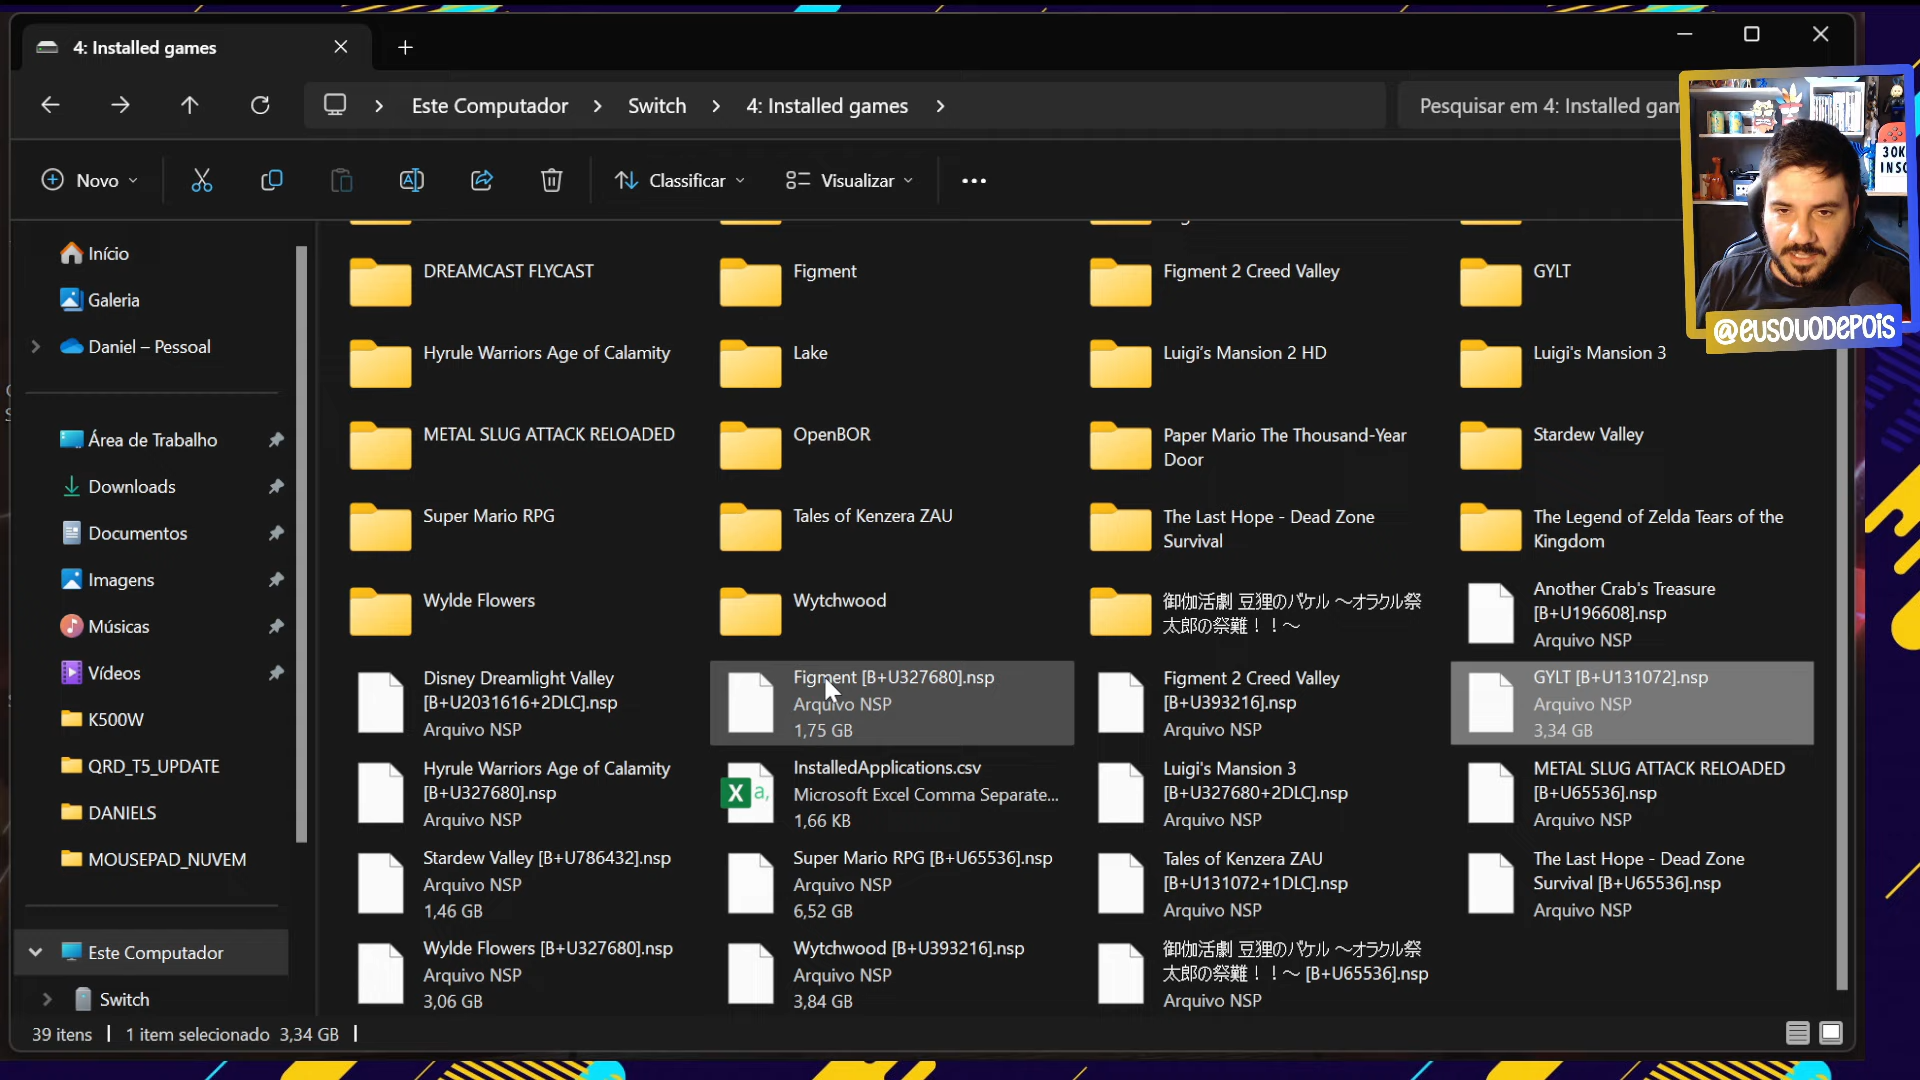 4: Installed games
Este Computador
Switch
4: Installed games
Pesquisar em 4: Installed gam
30K
INSC
Novo
Classificar
Visualizar
@EUSOUODEPOIS
Início
Galeria
Daniel – Pessoal
Área de Trabalho
Downloads
Documentos
Imagens
Músicas
Vídeos
K500W
QRD_T5_UPDATE
DANIELS
MOUSEPAD_NUVEM
Este Computador
Switch
DREAMCAST FLYCAST
Figment
Figment 2 Creed Valley
GYLT
Hyrule Warriors Age of Calamity
Lake
Luigi's Mansion 2 HD
Luigi's Mansion 3
METAL SLUG ATTACK RELOADED
OpenBOR
Paper Mario The Thousand-Year
Door
Stardew Valley
Super Mario RPG
Tales of Kenzera ZAU
The Last Hope - Dead Zone
Survival
The Legend of Zelda Tears of the
Kingdom
Wylde Flowers
Wytchwood
御伽活劇 豆狸のバケル ～オラクル祭
太郎の祭難！！～
Another Crab's Treasure
[B+U196608].nsp
Arquivo NSP
Disney Dreamlight Valley
[B+U2031616+2DLC].nsp
Arquivo NSP
Figment [B+U327680].nsp
Arquivo NSP
1,75 GB
Figment 2 Creed Valley
[B+U393216].nsp
Arquivo NSP
GYLT [B+U131072].nsp
Arquivo NSP
3,34 GB
Hyrule Warriors Age of Calamity
[B+U327680].nsp
Arquivo NSP
InstalledApplications.csv
Microsoft Excel Comma Separate...
1,66 KB
Luigi's Mansion 3
[B+U327680+2DLC].nsp
Arquivo NSP
METAL SLUG ATTACK RELOADED
[B+U65536].nsp
Arquivo NSP
Stardew Valley [B+U786432].nsp
Arquivo NSP
1,46 GB
Super Mario RPG [B+U65536].nsp
Arquivo NSP
6,52 GB
Tales of Kenzera ZAU
[B+U131072+1DLC].nsp
Arquivo NSP
The Last Hope - Dead Zone
Survival [B+U65536].nsp
Arquivo NSP
Wylde Flowers [B+U327680].nsp
Arquivo NSP
3,06 GB
Wytchwood [B+U393216].nsp
Arquivo NSP
3,84 GB
御伽活劇 豆狸のバケル ～オラクル祭
太郎の祭難！！～ [B+U65536].nsp
Arquivo NSP
39 itens
1 item selecionado 3,34 GB